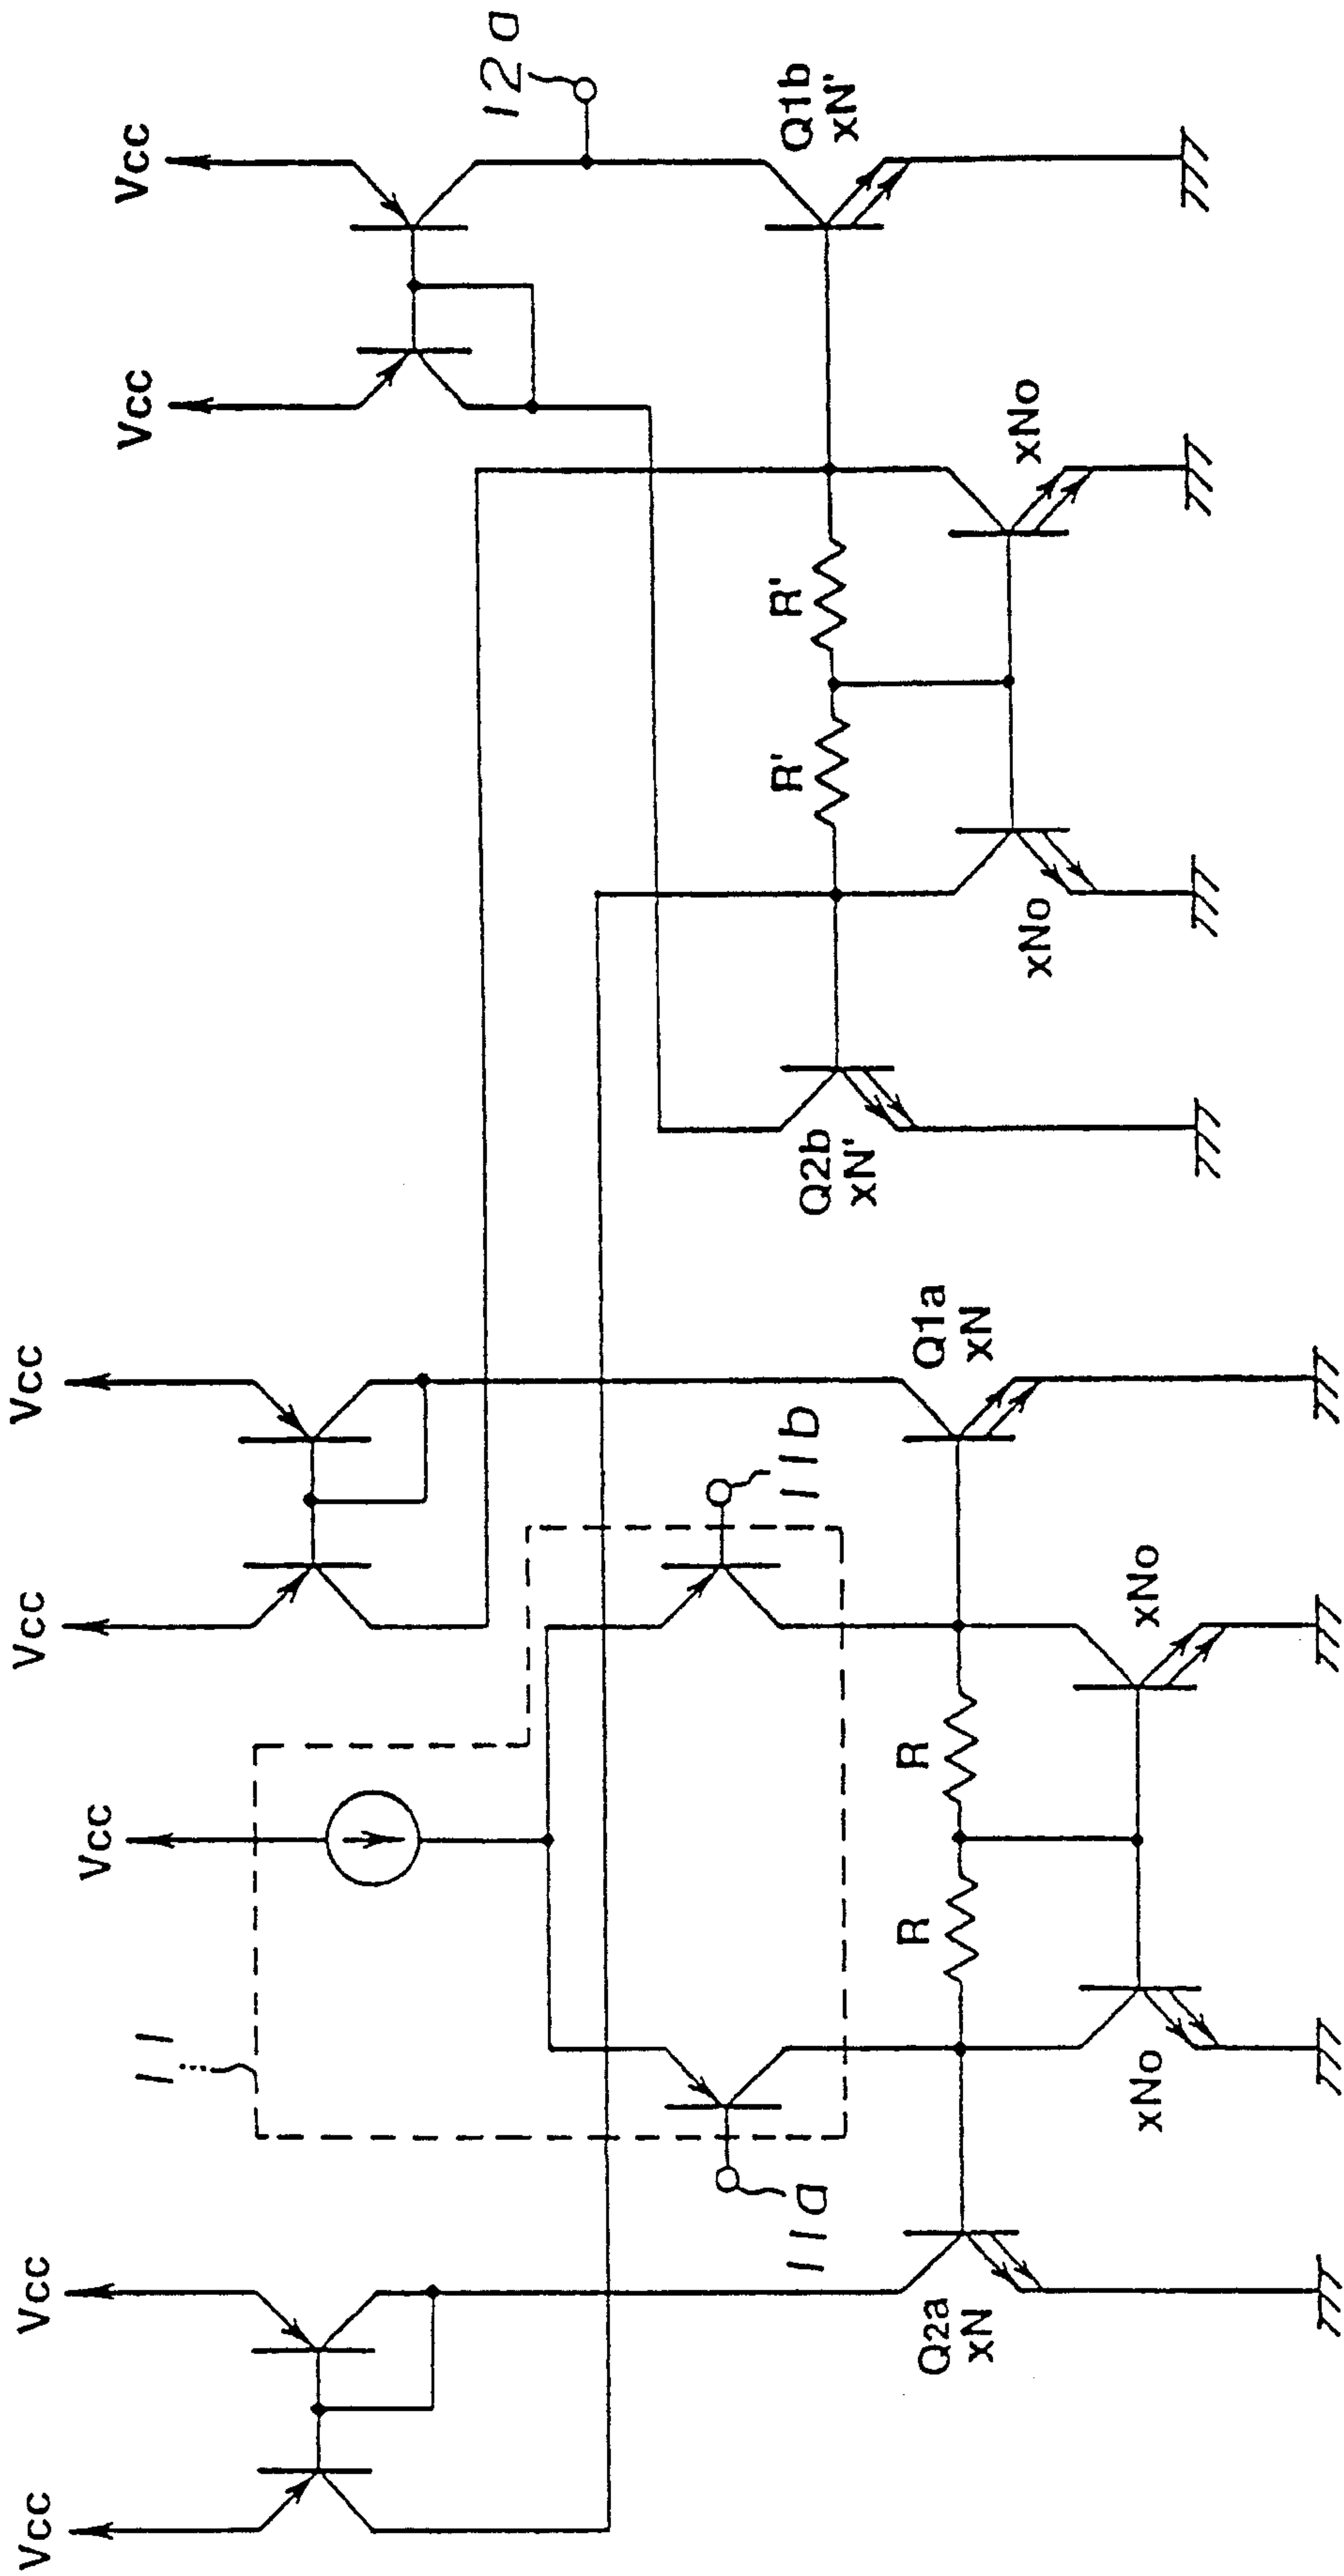 Vcc
Vcc
Vcc
Vcc
Vcc
Vcc
Vcc
11
12a
R'
R'
11a
11b
Q2b
xN'
Q1b
xN'
R
R
Q2a
xN
Q1a
xN
xNo
xNo
xNo
xNo